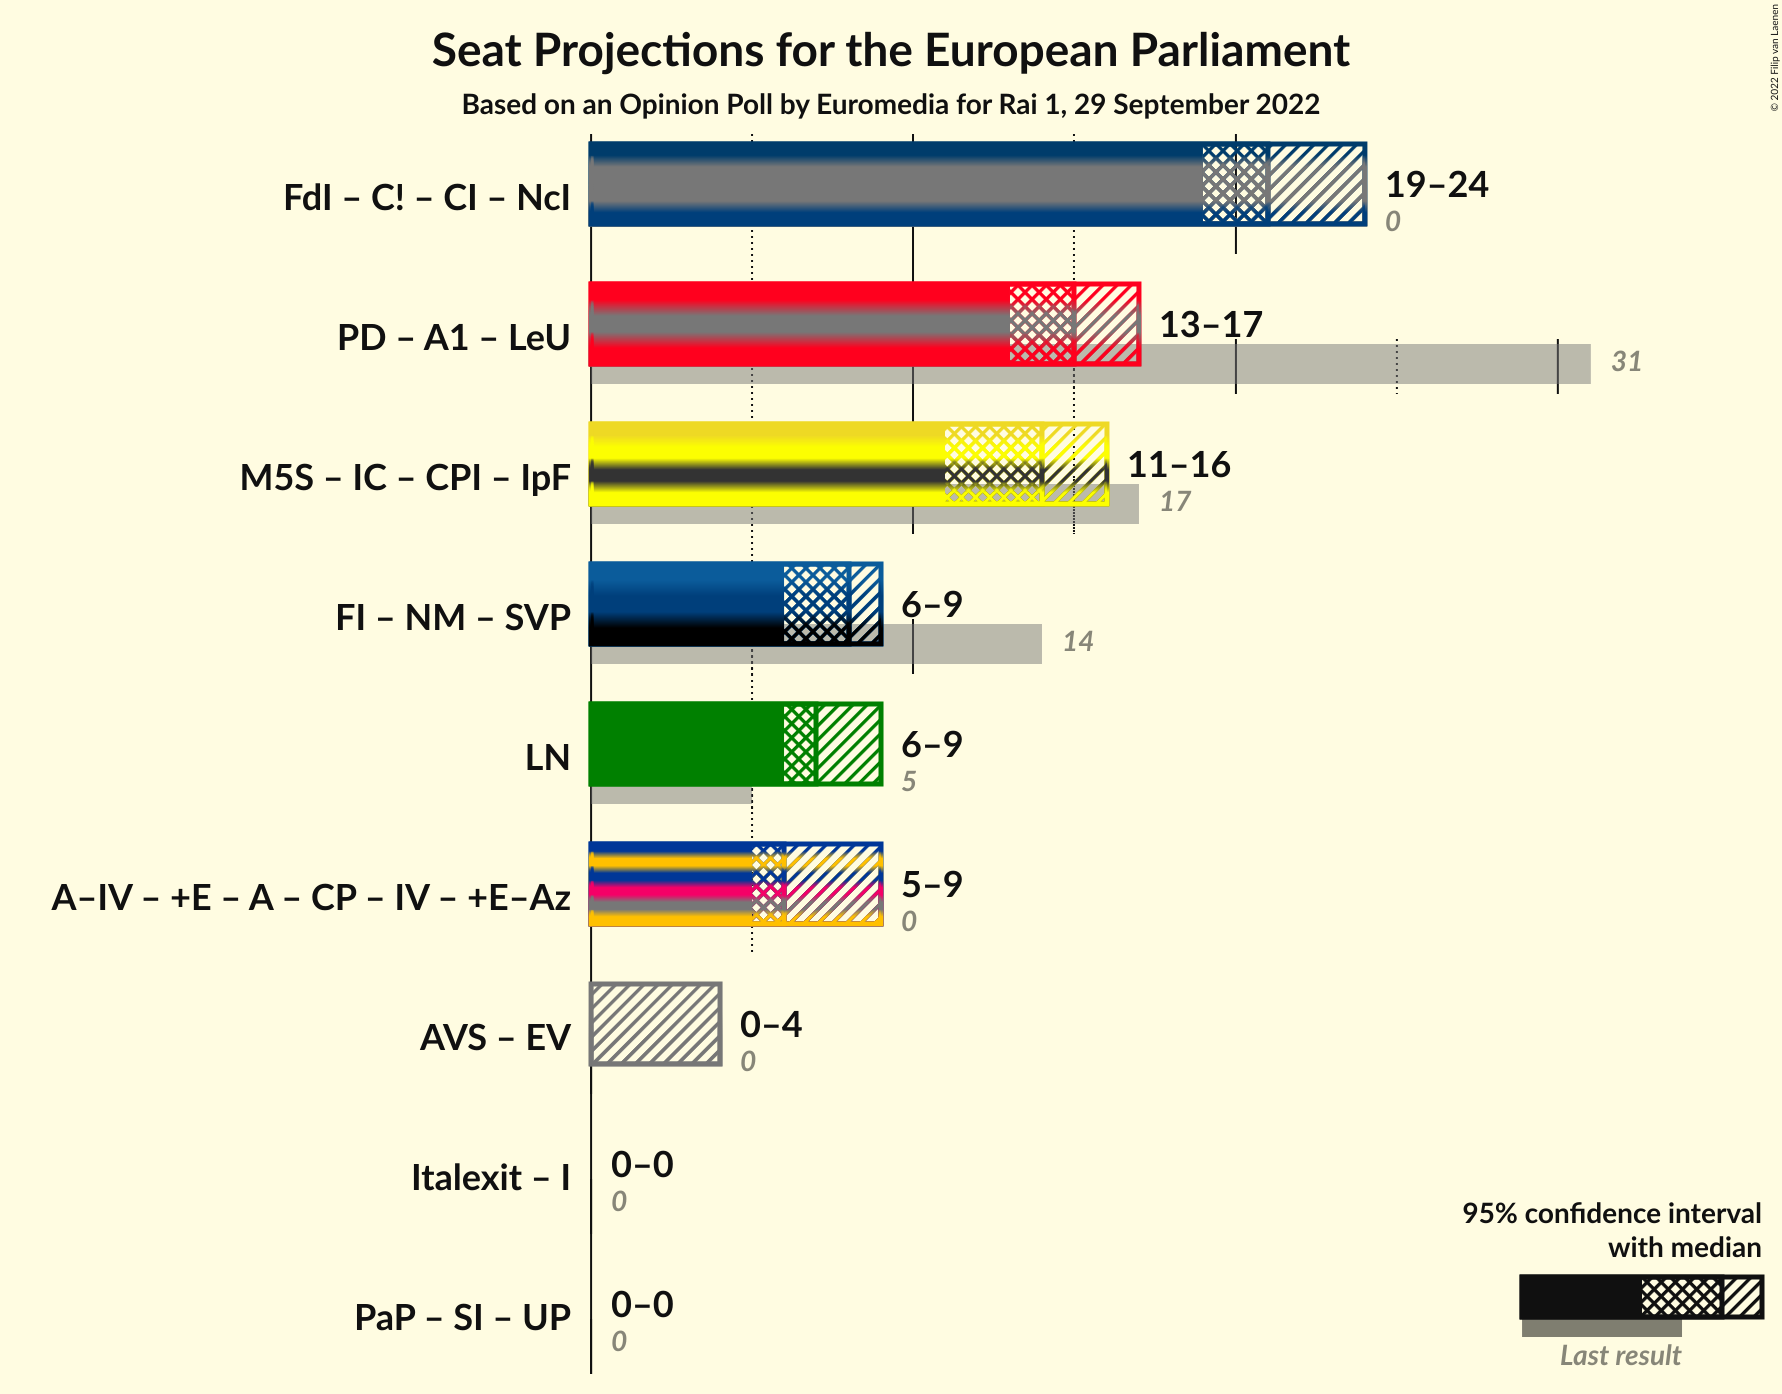 Seat Projections for the European Parliament
Based on an Opinion Poll by Euromedia for Rai 1, 29 September 2022
© 2022 Filip van Laenen
FdI – C! – CI – NcI
19–24
0
PD – A1 – LeU
13–17
31
M5S – IC – CPI – IpF
11–16
17
FI – NM – SVP
6–9
14
LN
6–9
5
A–IV – +E – A – CP – IV – +E–Az
5–9
0
AVS – EV
0–4
0
Italexit – I
0–0
0
PaP – SI – UP
0–0
0
95% confidence interval
with median
Last result